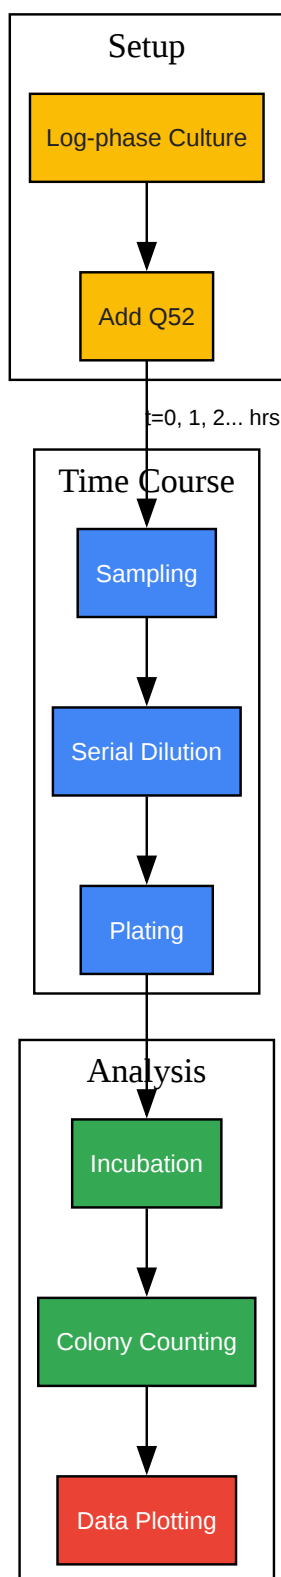 Setup
Log-phase Culture
Add Q52
t=0, 1, 2... hrs
Time Course
Sampling
Serial Dilution
Plating
Analysis
Incubation
Colony Counting
Data Plotting